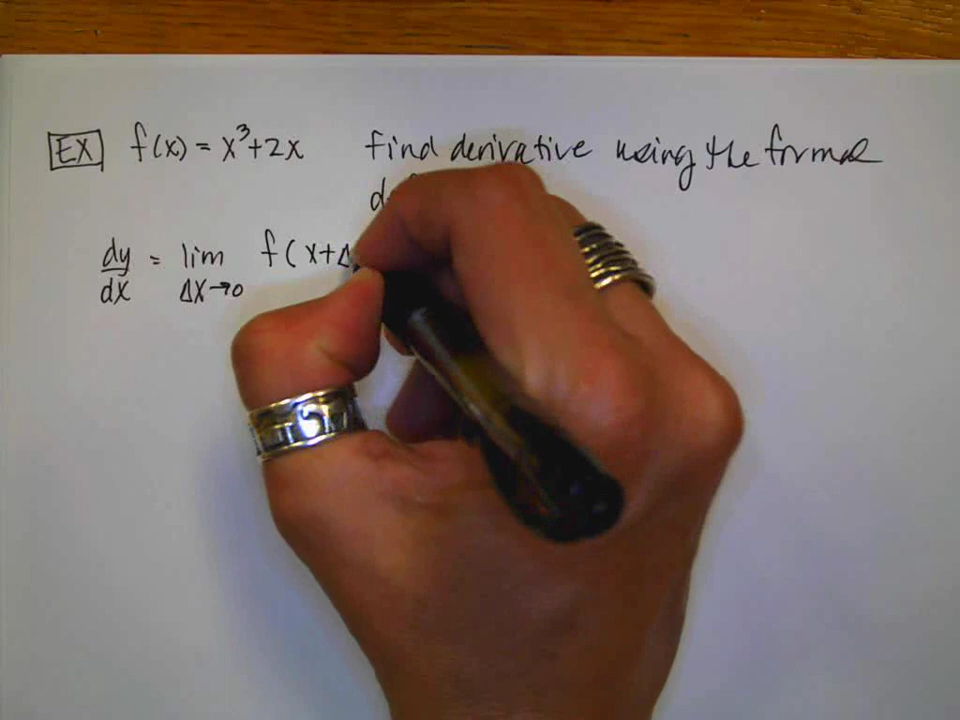 EX f(x) = x³+2x find derivative using the formal
dy/dx = lim Δx→0 f(x+Δ